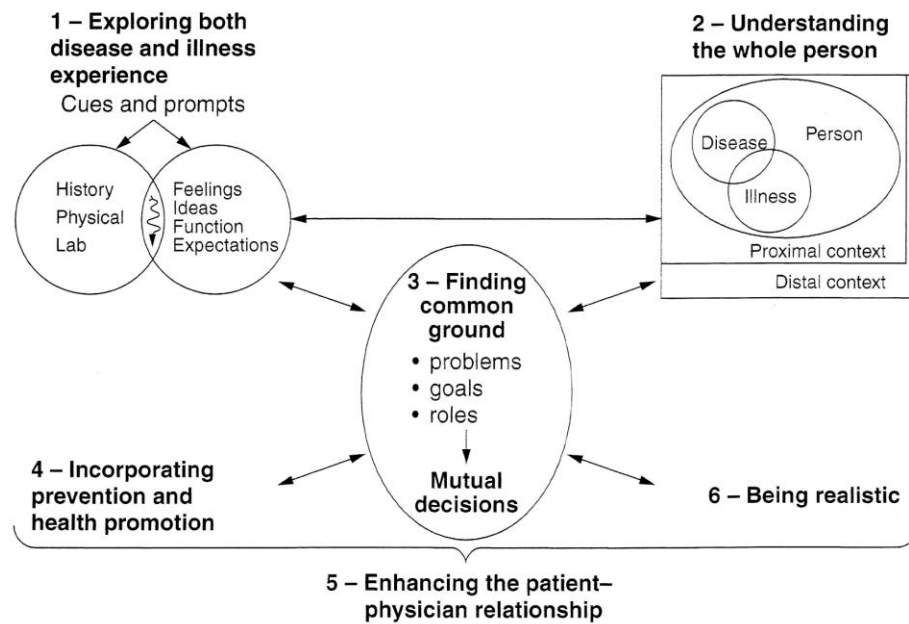 1 – Exploring both
disease and illness
experience
Cues and prompts
History
Physical
Lab
Feelings
Ideas
Function
Expectations
2 – Understanding
the whole person
Disease
Person
Illness
Proximal context
Distal context
3 – Finding
common
ground
• problems
• goals
• roles
Mutual
decisions
4 – Incorporating
prevention and
health promotion
6 – Being realistic
5 – Enhancing the patient–
physician relationship